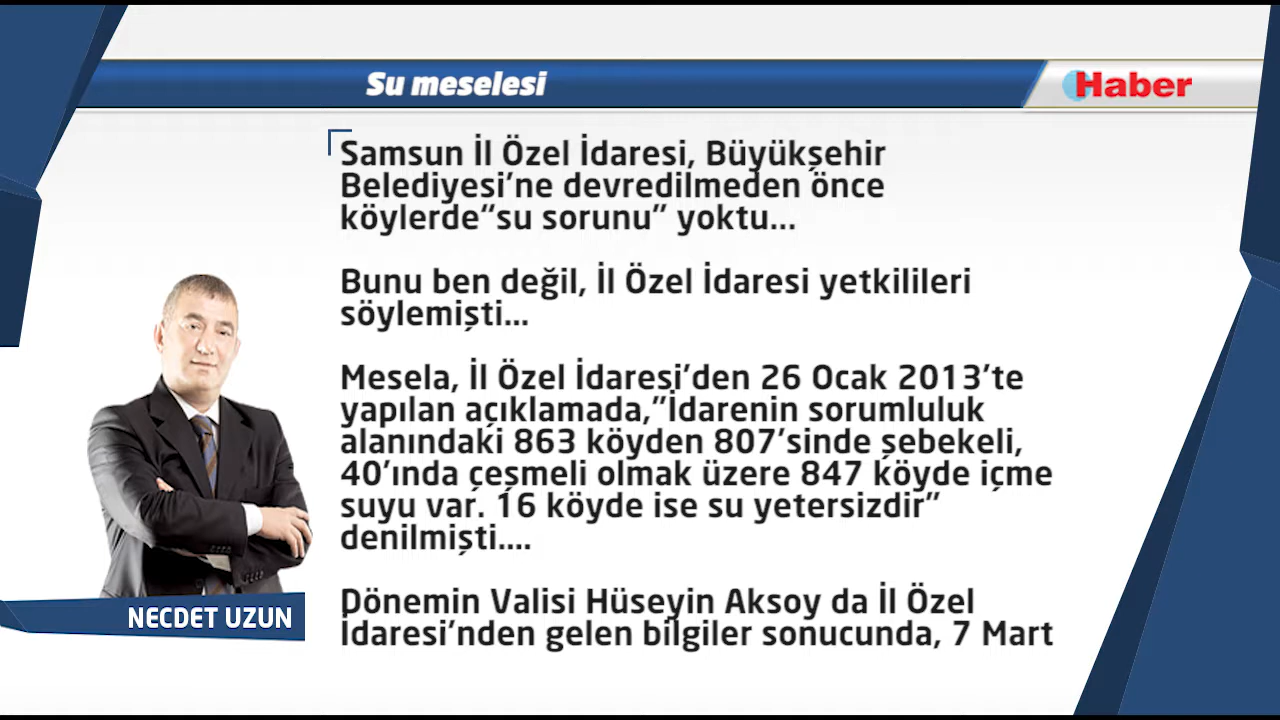 Su meselesi
Haber
Samsun İl Özel İdaresi, Büyükşehir
Belediyesi’ne devredilmeden önce
köylerde“su sorunu” yoktu...
Bunu ben değil, İl Özel İdaresi yetkilileri
söylemişti...
Mesela, İl Özel İdaresi’den 26 Ocak 2013’te
yapılan açıklamada,”İdarenin sorumluluk
alanındaki 863 köyden 807’sinde şebekeli,
40’ında çeşmeli olmak üzere 847 köyde içme
suyu var. 16 köyde ise su yetersizdir”
denilmişti....
Dönemin Valisi Hüseyin Aksoy da İl Özel
İdaresi’nden gelen bilgiler sonucunda, 7 Mart
NECDET UZUN